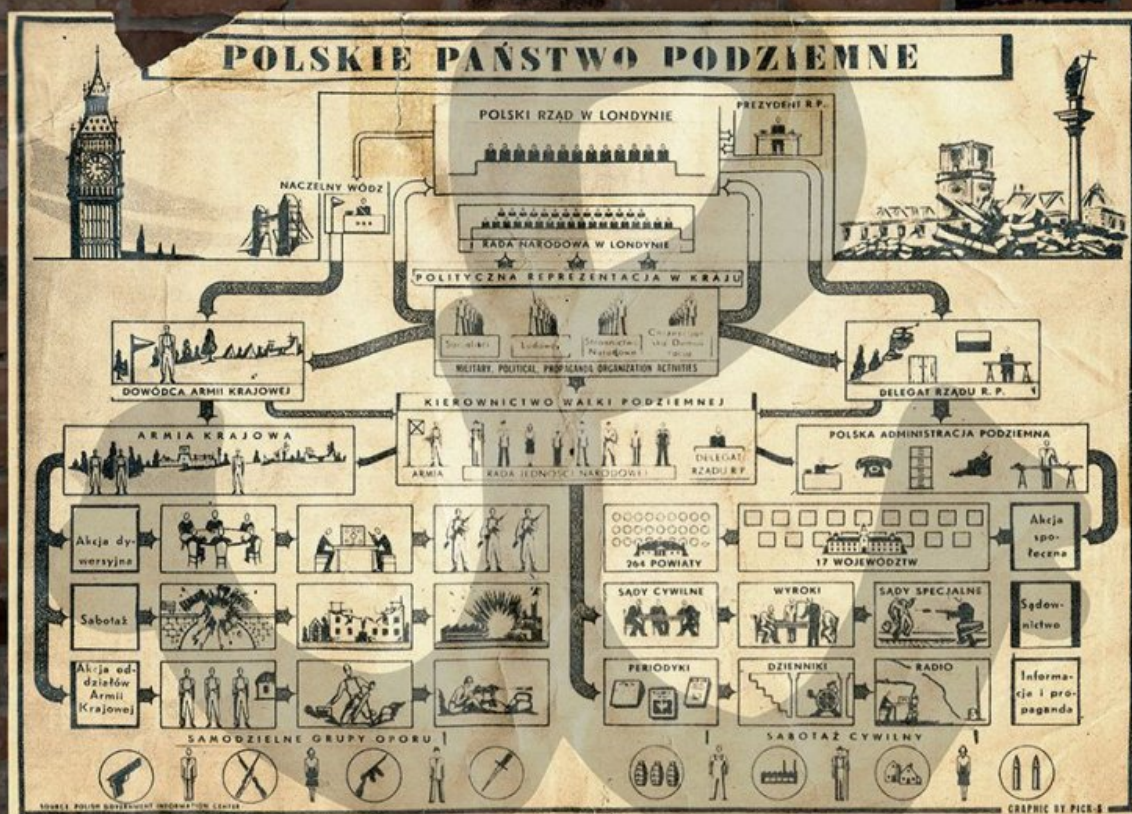 POLSKIE PAŃSTWO PODZIEMNE
POLSKI RZĄD W LONDYNIE
PREZYDENT R.P.
NACZELNY WÓDZ
RADA NARODOWA W LONDYNIE
POLITYCZNA REPREZENTACJA W KRAJU
Socjaliści
Ludowcy
Stronnictwo
Narodowe
MILITARY, POLITICAL, PROPAGANDA ORGANIZATION ACTIVITIES
DOWÓDCA ARMII KRAJOWEJ
DELEGAT RZĄDU R. P.
KIEROWNICTWO WALKI PODZIEMNEJ
ARMIA KRAJOWA
POLSKA ADMINISTRACJA PODZIEMNA
ARMIA
RADA JEDNOŚCI NARODOWEJ
DELEGAT
RZĄDU R P
Akcja dy-
wersyjna
264 POWIATY
17 WOJEWÓDZTW
Akcja
spo-
łeczna
Sabotaż
SĄDY CYWILNE
WYROKI
SĄDY SPECJALNE
Sądow-
nictwo
Akcja od-
działów
Armii
Krajowej
PERIÓDYKI
DZIENNIKI
RADIO
Informa-
cja i pro-
paganda
SAMODZIELNE GRUPY OPORU
SABOTAŻ CYWILNY
SOURCE: POLISH GOVERNMENT INFORMATION CENTER
GRAPHIC BY PICK-S